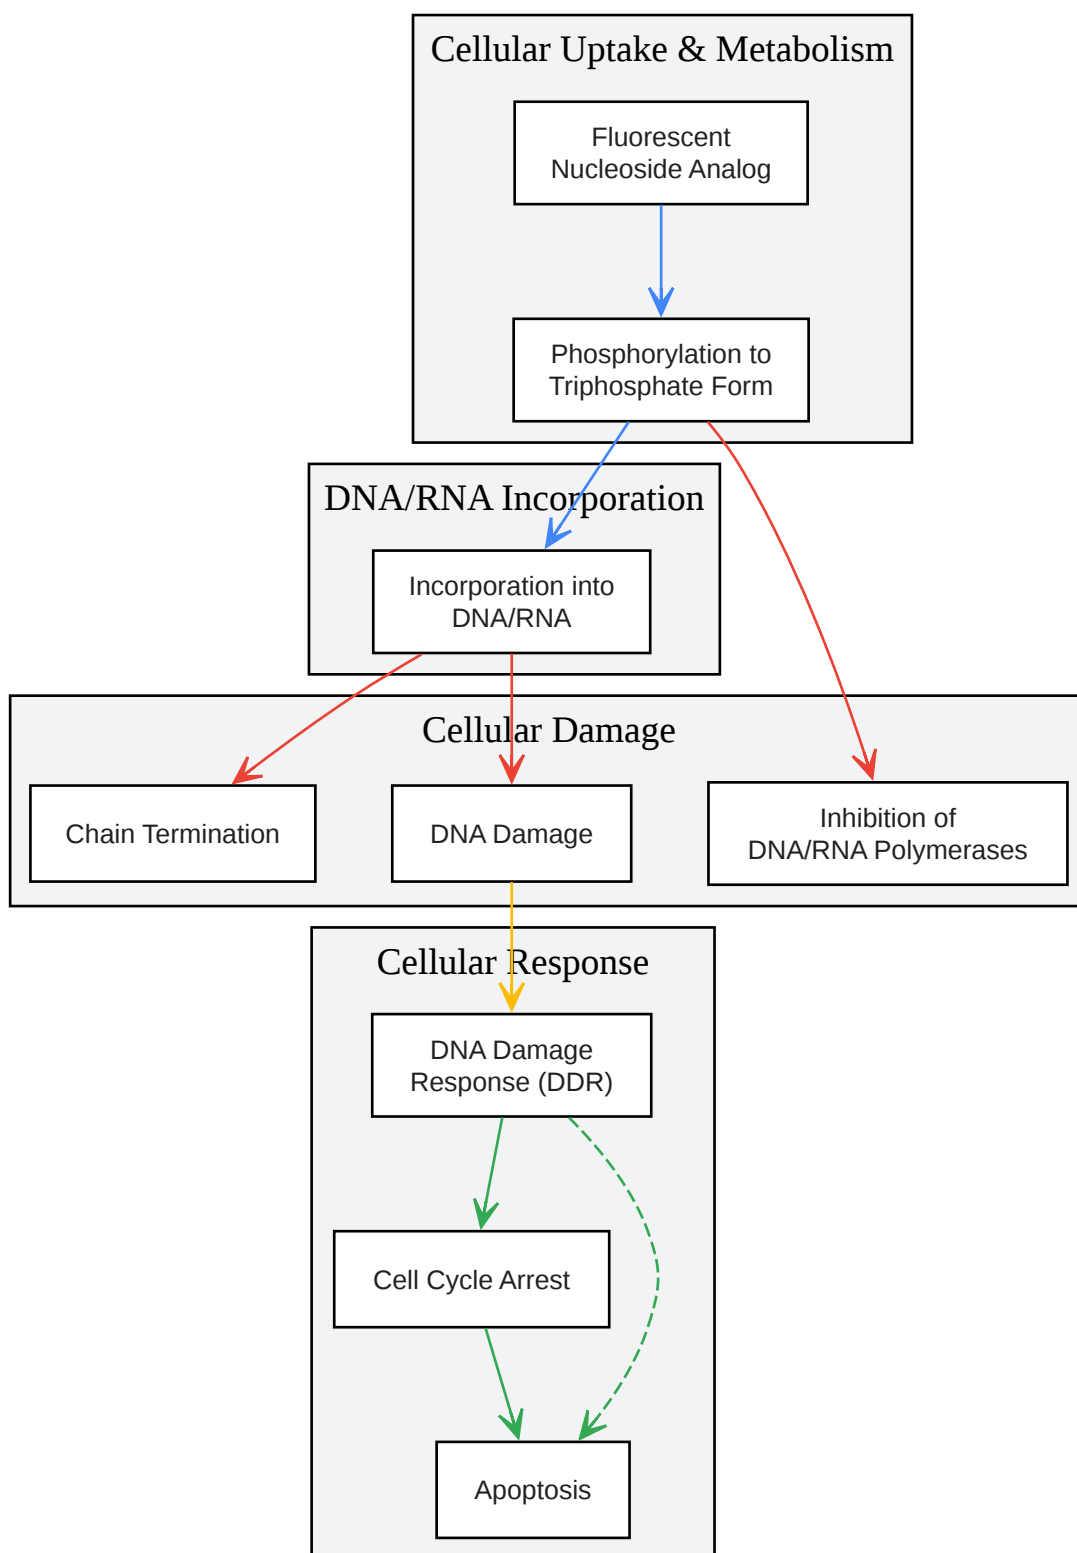 Cellular Uptake & Metabolism
Fluorescent
Nucleoside Analog
Phosphorylation to
Triphosphate Form
DNA/RNA Incorporation
Incorporation into
DNA/RNA
Cellular Damage
Chain Termination
DNA Damage
Inhibition of
DNA/RNA Polymerases
Cellular Response
DNA Damage
Response (DDR)
Cell Cycle Arrest
Apoptosis